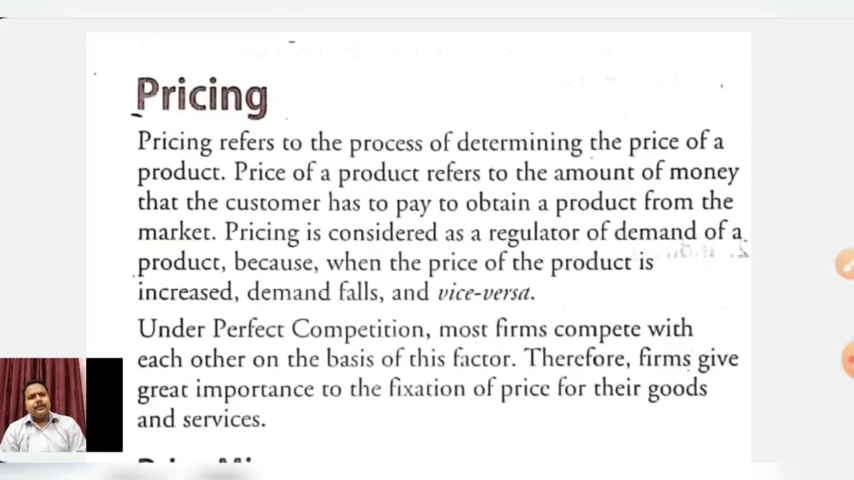 Pricing
Pricing refers to the process of determining the price of a
product. Price of a product refers to the amount of money
that the customer has to pay to obtain a product from the
market. Pricing is considered as a regulator of demand of a
product, because, when the price of the product is
increased, demand falls, and vice-versa.
Under Perfect Competition, most firms compete with
each other on the basis of this factor. Therefore, firms give
great importance to the fixation of price for their goods
and services.